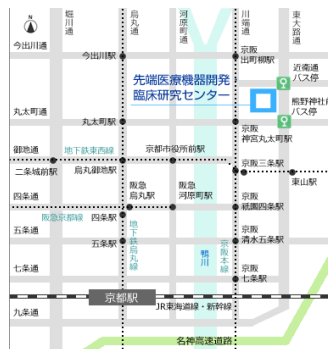 堀川通
烏丸通
河原町通
川端通
東大路通
N
今出川通
今出川駅
京阪
出町柳駅
近衛通
バス停
先端医療機器開発
臨床研究センター
熊野神社前
バス停
丸太町通
丸太町駅
京阪
神宮丸太町駅
御池通
地下鉄東西線
京都市役所前駅
二条城前駅
烏丸御池駅
京阪三条駅
東山駅
四条通
阪急
烏丸駅
阪急
河原町駅
京阪
祇園四条駅
阪急京都線
四条駅
五条通
五条駅
地下鉄烏丸線
鴨川
京阪本線
京阪
清水五条駅
七条通
京阪
七条駅
京都駅
JR東海道線・新幹線
九条通
名神高速道路